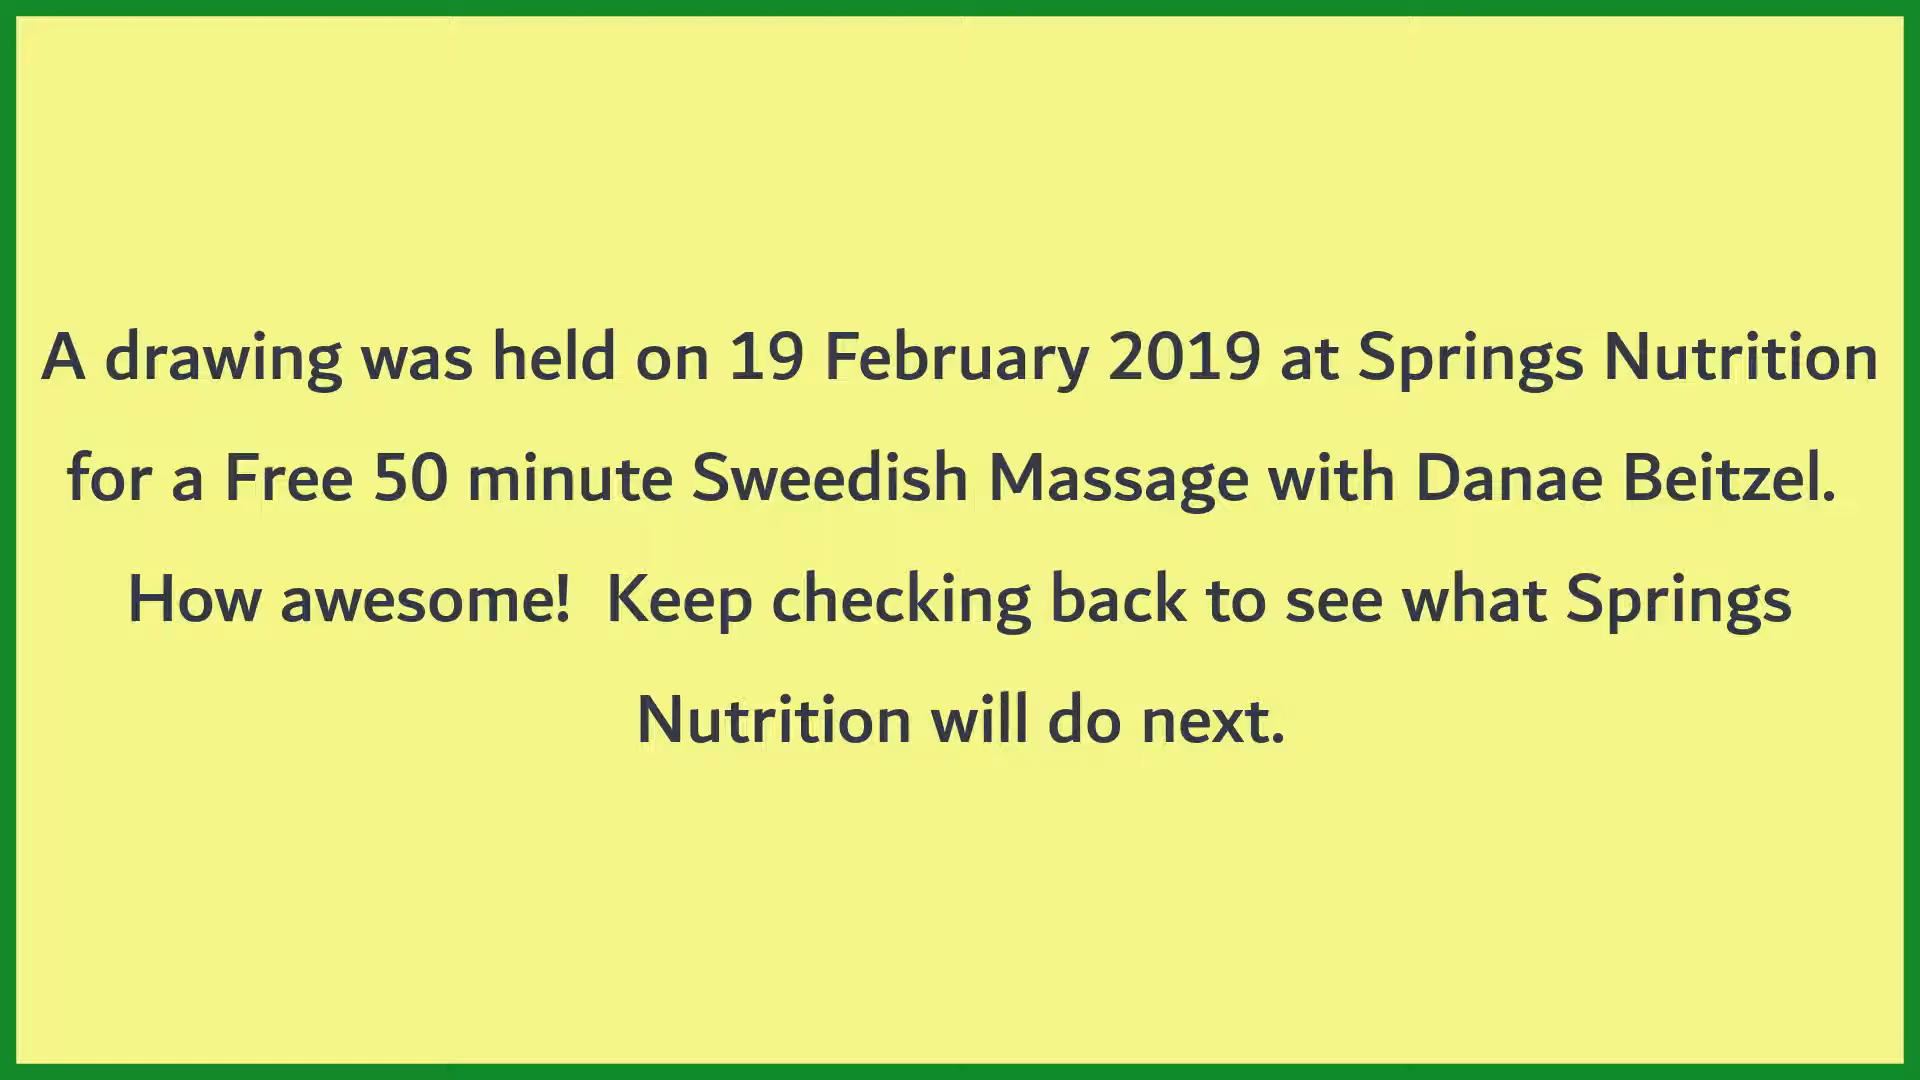 A drawing was held on 19 February 2019 at Springs Nutrition
for a Free 50 minute Sweedish Massage with Danae Beitzel.
How awesome!  Keep checking back to see what Springs
Nutrition will do next.